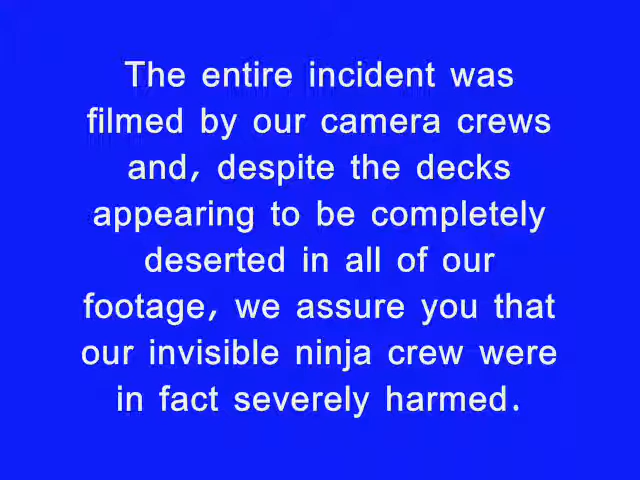 The entire incident was
filmed by our camera crews
and, despite the decks
appearing to be completely
deserted in all of our
footage, we assure you that
our invisible ninja crew were
in fact severely harmed.